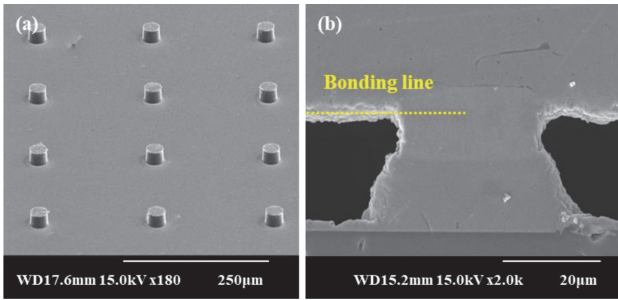 (a)
WD17.6mm 15.0kV x180 250μm
(b)
Bonding line
WD15.2mm 15.0kV x2.0k 20μm